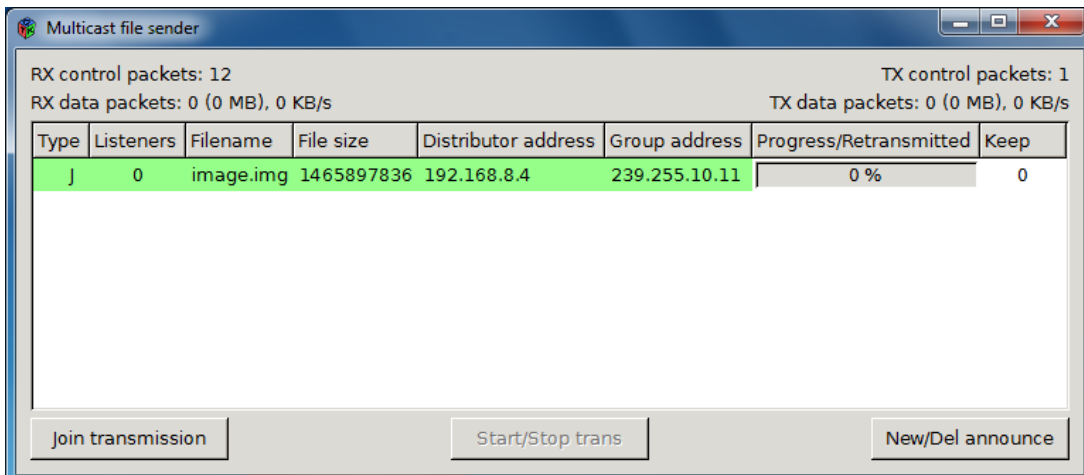 Multicast file sender
RX control packets: 12 TX control packets: 1
RX data packets: 0 (0 MB), 0 KB/s TX data packets: 0 (0 MB), 0 KB/s
Type Listeners Filename File size Distributor address Group address Progress/Retransmitted Keep
J 0 image.img 1465897836 192.168.8.4 239.255.10.11 0 % 0
Join transmission Start/Stop trans New/Del announce